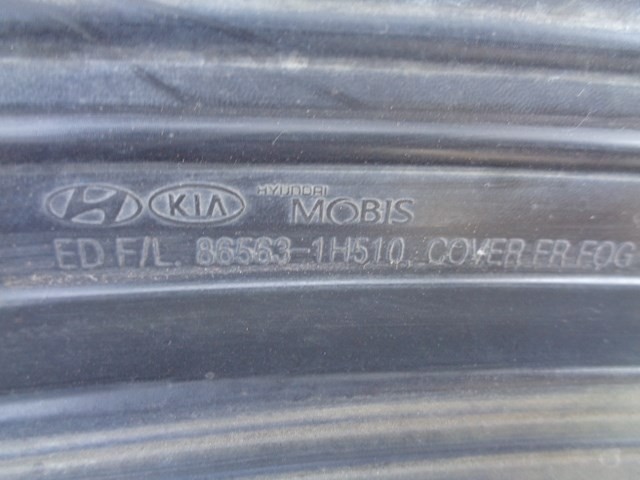 KIA HYUNDAI MOBIS
ED F/L. 86563-1H510. COVER FR FOG